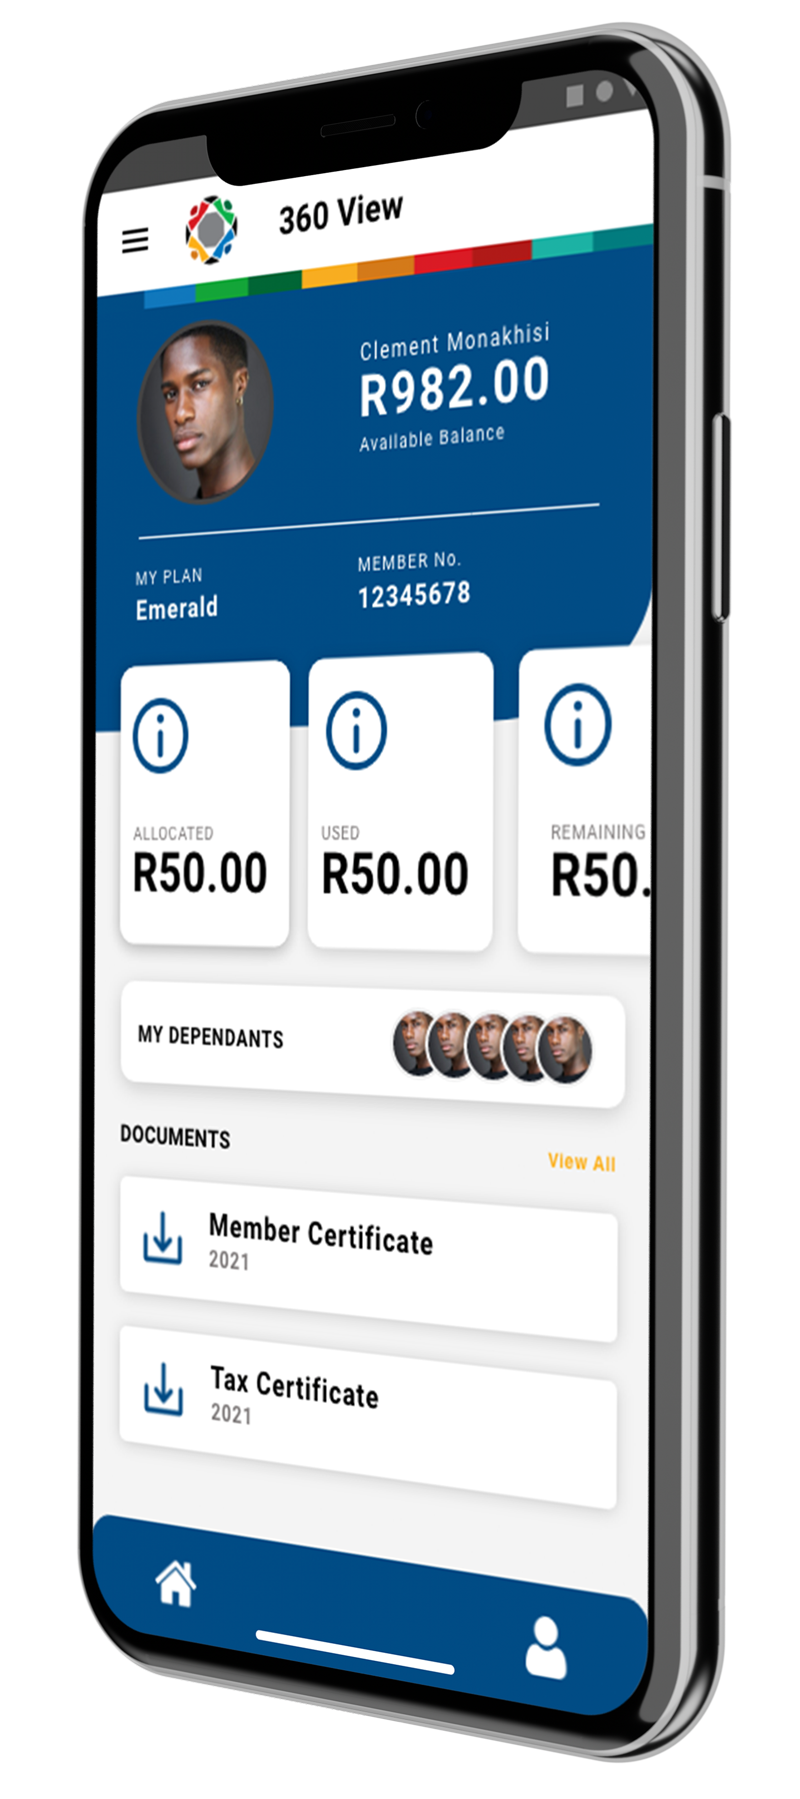 360 View
Clement Monakhisi
R982.00
Available Balance
MY PLAN
Emerald
MEMBER No.
12345678
ALLOCATED
R50.00
USED
R50.00
REMAINING
R50.
MY DEPENDANTS
DOCUMENTS
View All
Member Certificate
2021
Tax Certificate
2021